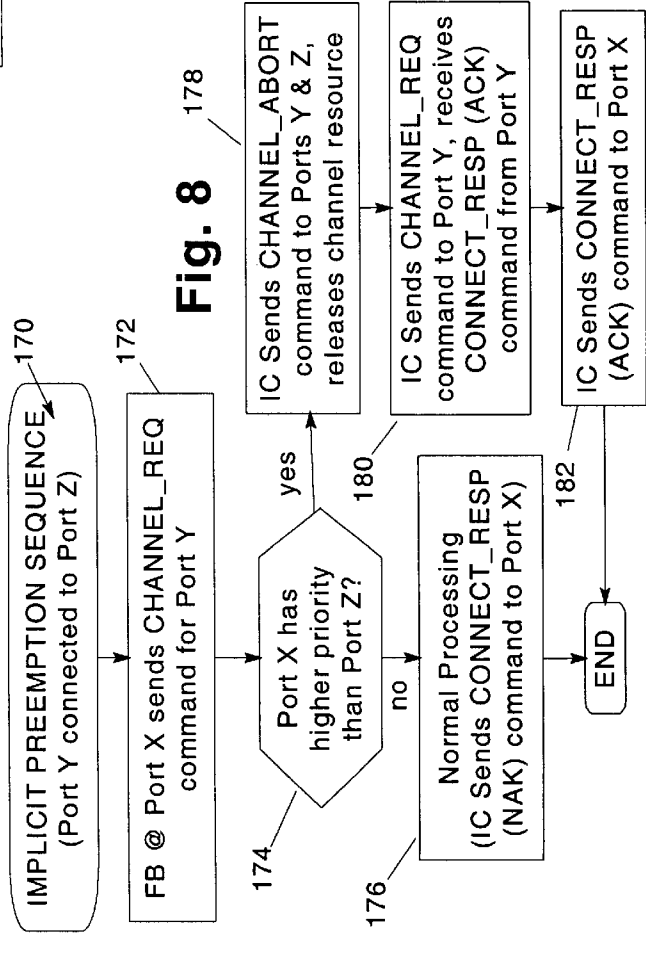 IMPLICIT PREEMPTION SEQUENCE
(Port Y connected to Port Z)
170
FB @ Port X sends CHANNEL_REQ
command for Port Y
172
Fig. 8
Port X has
higher priority
than Port Z?
174
yes
no
Normal Processing
(IC Sends CONNECT_RESP
(NAK) command to Port X)
176
IC Sends CHANNEL_ABORT
command to Ports Y & Z,
releases channel resource
178
IC Sends CHANNEL_REQ
command to Port Y, receives
CONNECT_RESP (ACK)
command from Port Y
180
IC Sends CONNECT_RESP
(ACK) command to Port X
182
END